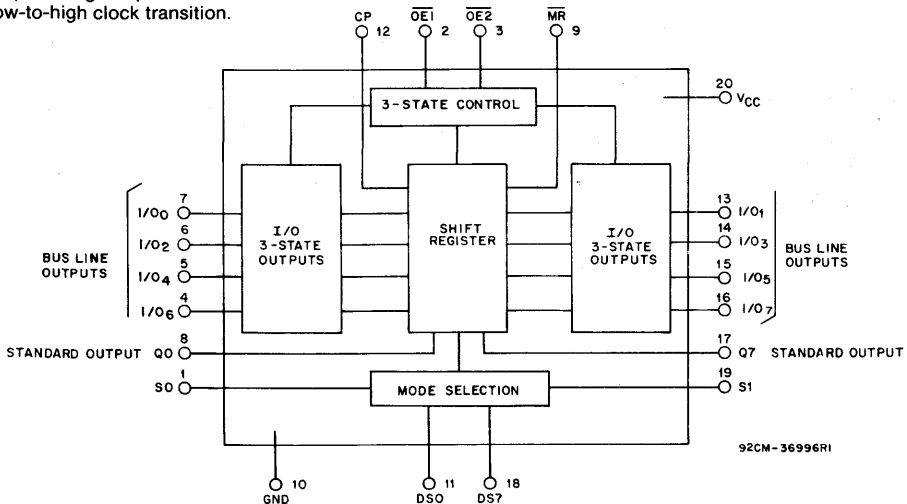 ow-to-high clock transition.
CP OE1 OE2 MR
12 2 3 9
3-STATE CONTROL
20 VCC
7 I/O0
6 I/O2
5 I/O4
4 I/O6
BUS LINE
OUTPUTS
I/O
3-STATE
OUTPUTS
SHIFT
REGISTER
I/O
3-STATE
OUTPUTS
13 I/O1
14 I/O3
15 I/O5
16 I/O7
BUS LINE
OUTPUTS
STANDARD OUTPUT Q0 8
17 Q7 STANDARD OUTPUT
S0 1
MODE SELECTION
19 S1
92CM-36996R1
10
GND
11
DS0
18
DS7